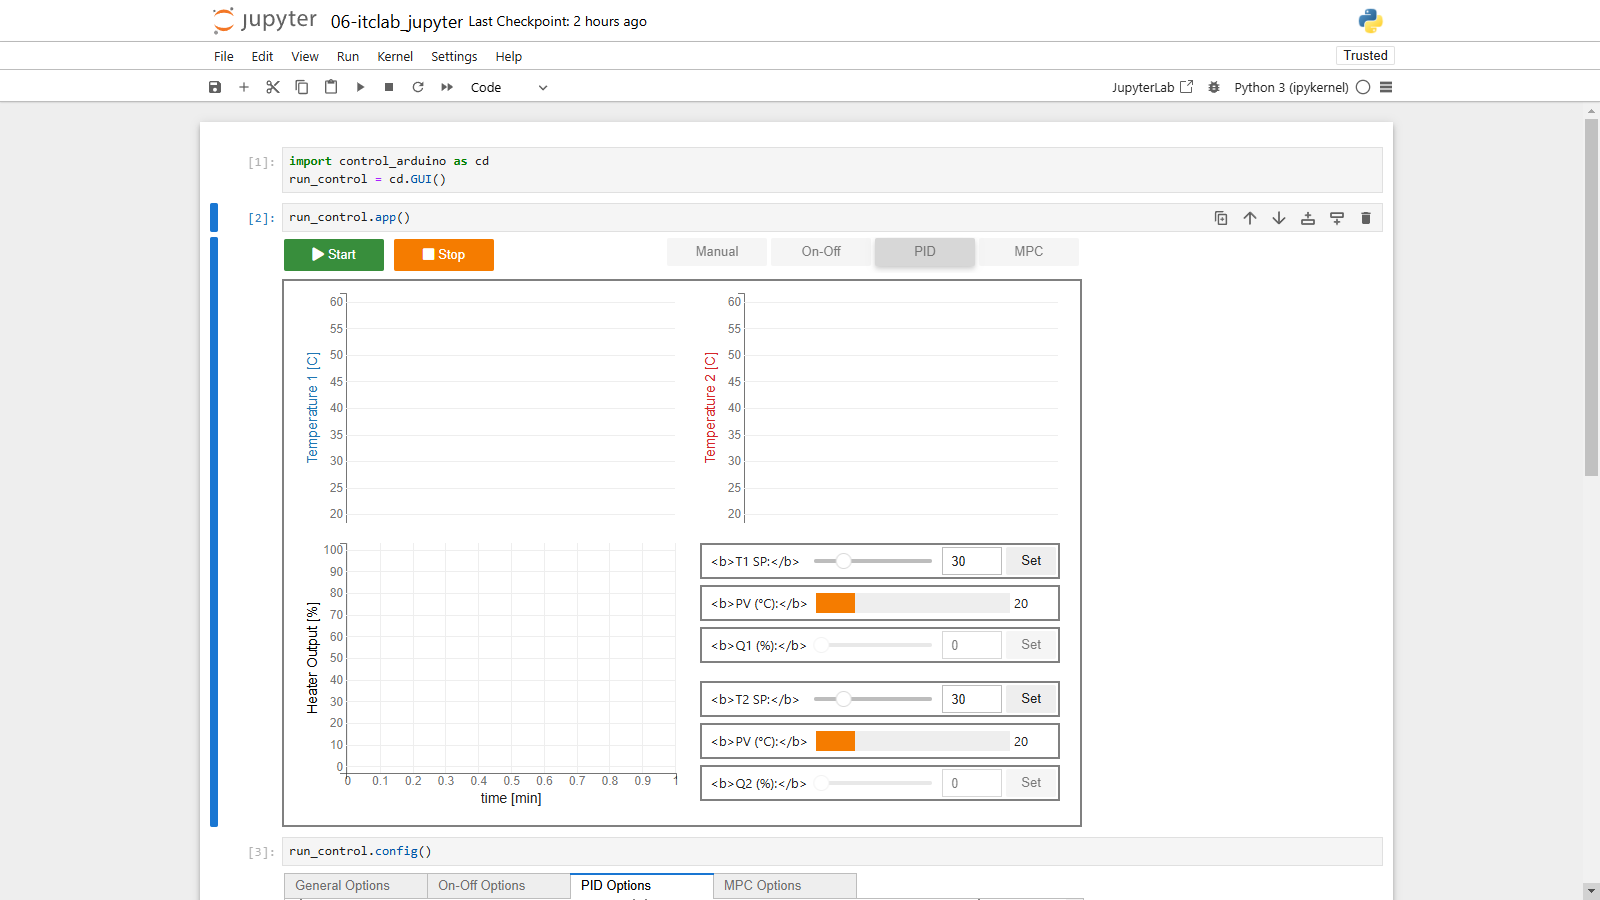 jupyter 06-itclab_jupyter Last Checkpoint: 2 hours ago
File Edit View Run Kernel Settings Help
Trusted
Code
JupyterLab
Python 3 (ipykernel)
[1]:
import control_arduino as cd
run_control = cd.GUI()
[2]:
run_control.app()
Start
Stop
Manual
On-Off
PID
MPC
Temperature 1 [C]
60
55
50
45
40
35
30
25
20
Temperature 2 [C]
60
55
50
45
40
35
30
25
20
Heater Output [%]
100
90
80
70
60
50
40
30
20
10
0
0 0.1 0.2 0.3 0.4 0.5 0.6 0.7 0.8 0.9 1
time [min]
<b>T1 SP:</b> 30 Set
<b>PV (°C):</b> 20
<b>Q1 (%):</b> 0 Set
<b>T2 SP:</b> 30 Set
<b>PV (°C):</b> 20
<b>Q2 (%):</b> 0 Set
[3]:
run_control.config()
General Options
On-Off Options
PID Options
MPC Options